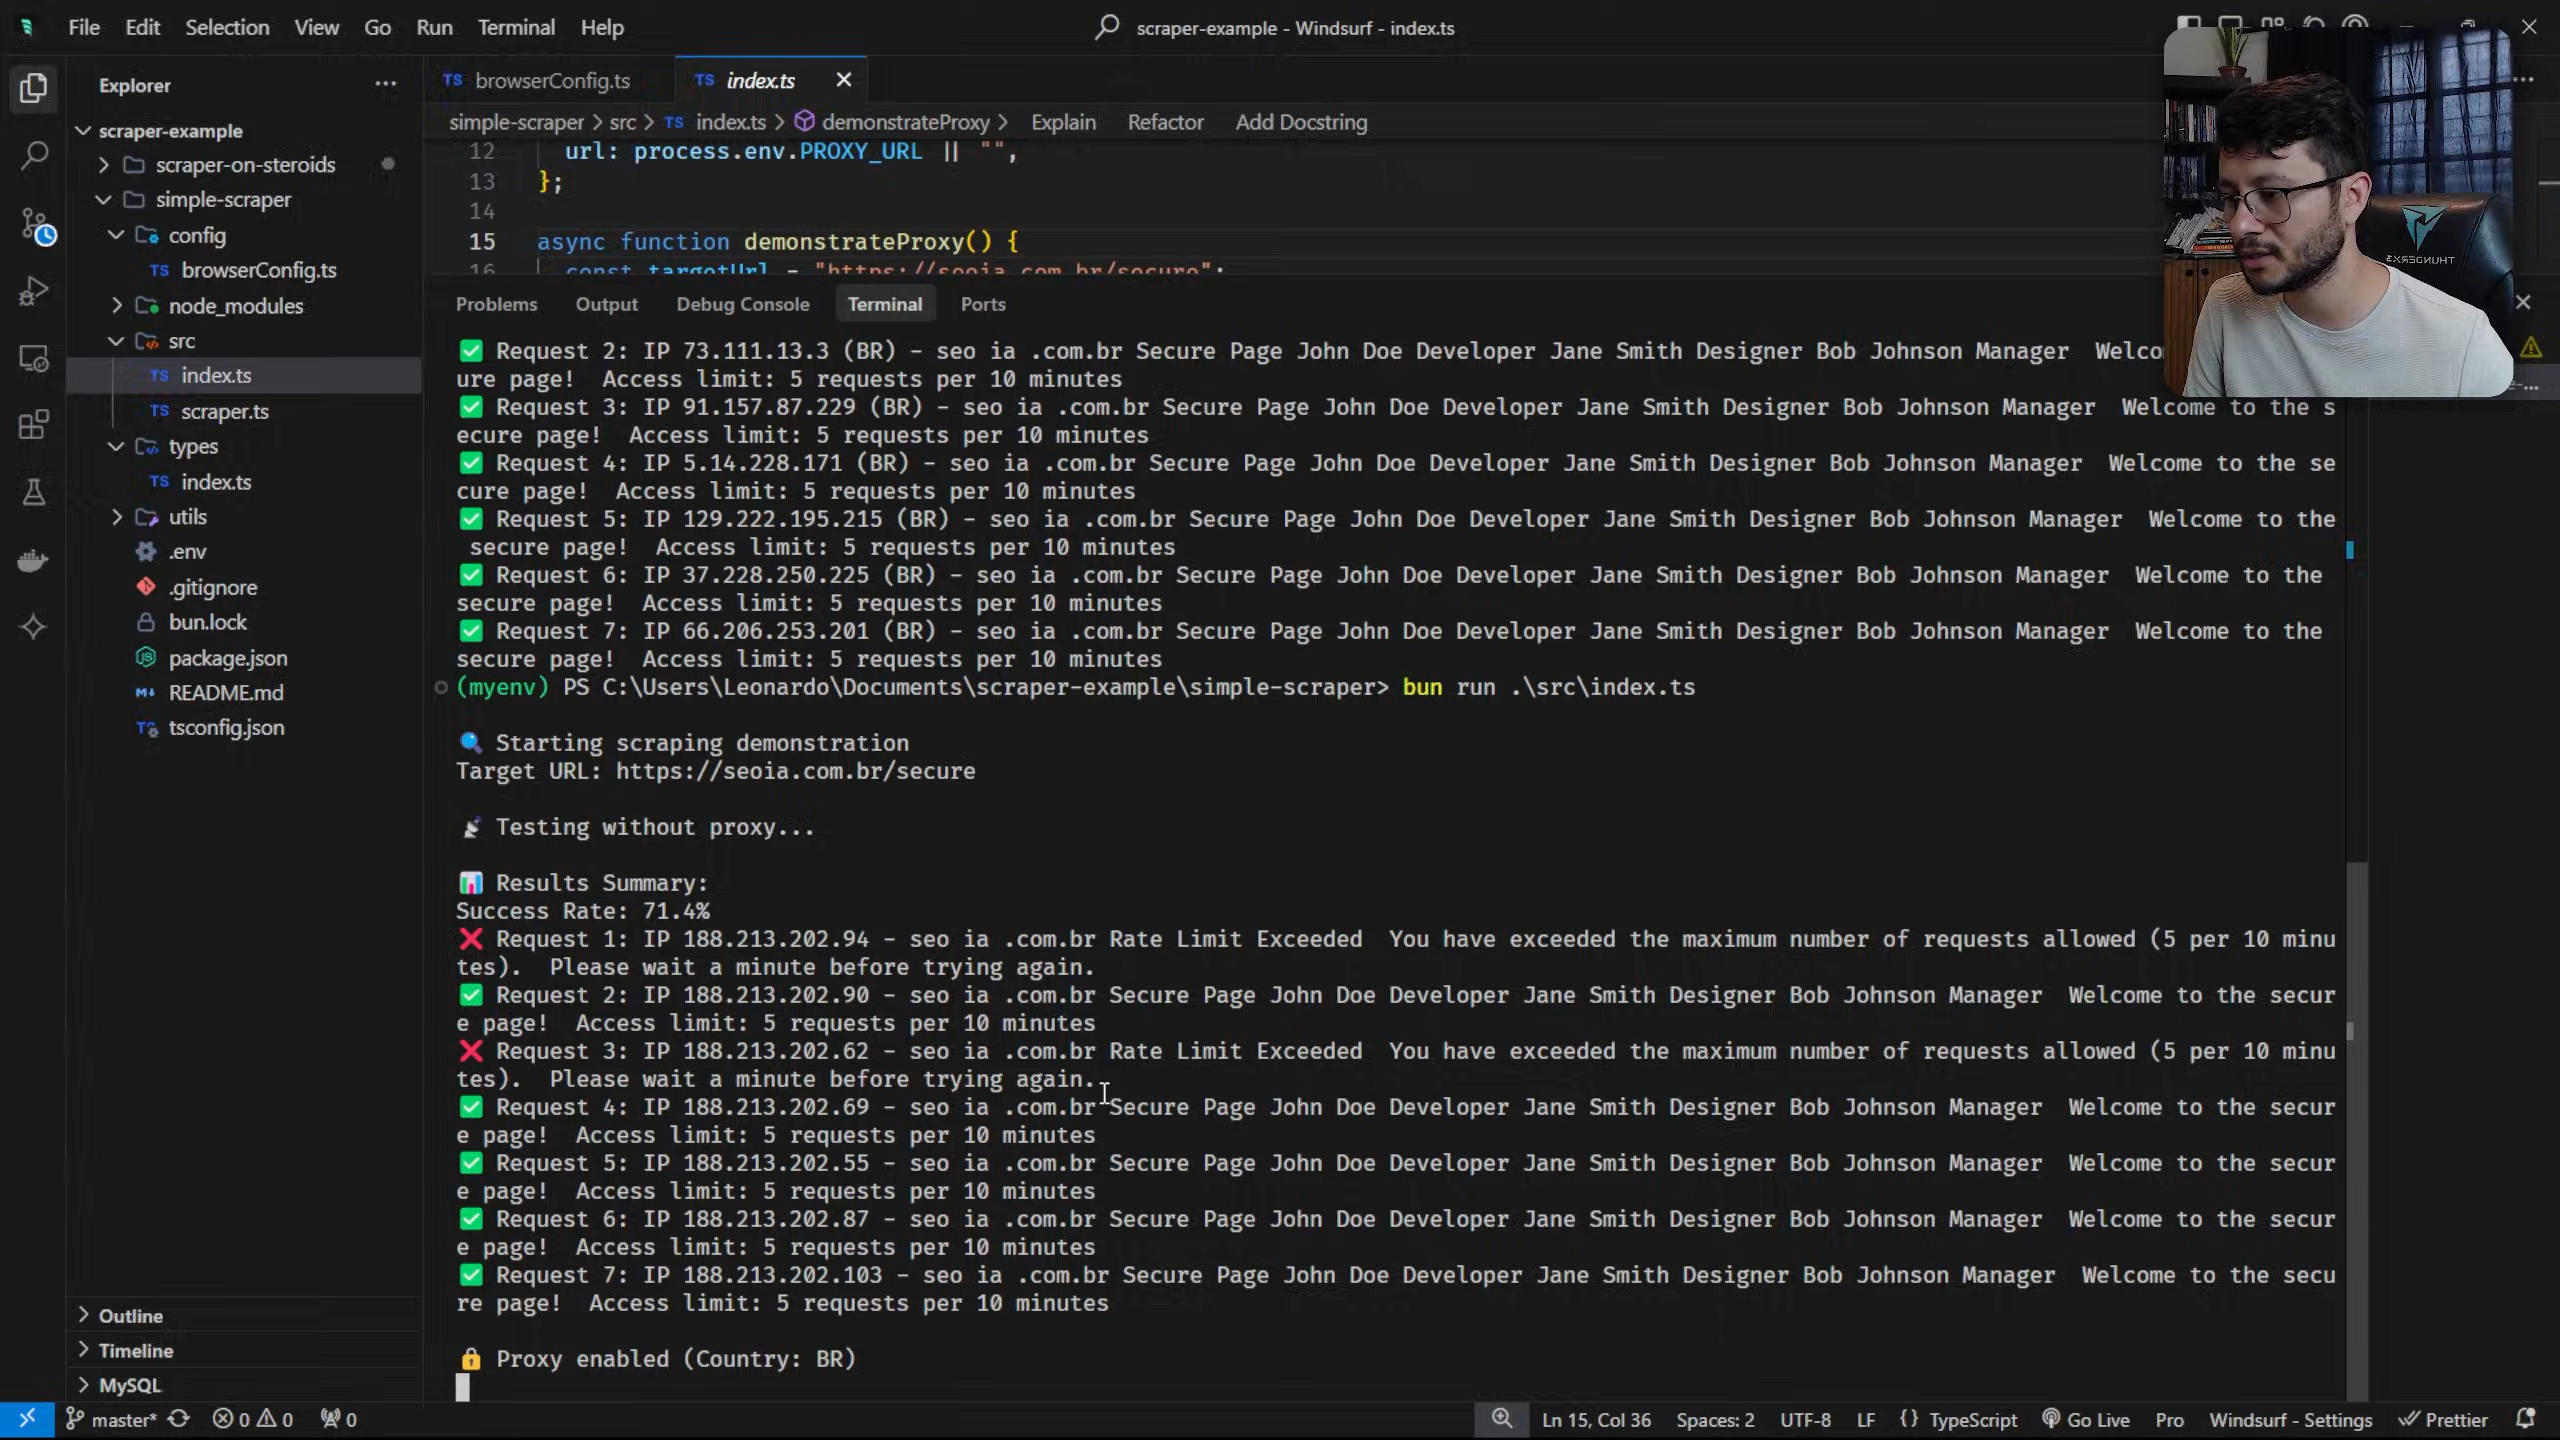 File Edit Selection View Go Run Terminal Help
scraper-example - Windsurf - index.ts
Explorer
TS browserConfig.ts
TS index.ts
simple-scraper > src > TS index.ts > demonstrateProxy > Explain Refactor Add Docstring
scraper-example
scraper-on-steroids
simple-scraper
config
TS browserConfig.ts
node_modules
src
TS index.ts
TS scraper.ts
types
TS index.ts
utils
.env
.gitignore
bun.lock
package.json
README.md
tsconfig.json
Outline
Timeline
MySQL
12 url: process.env.PROXY_URL || "",
13 };
14
15 async function demonstrateProxy() {
16 const targetUrl = "https://seoia.com.br/secure";
THUNDERX3
Problems Output Debug Console Terminal Ports
✅ Request 2: IP 73.111.13.3 (BR) - seo ia .com.br Secure Page John Doe Developer Jane Smith Designer Bob Johnson Manager Welco
ure page! Access limit: 5 requests per 10 minutes
✅ Request 3: IP 91.157.87.229 (BR) - seo ia .com.br Secure Page John Doe Developer Jane Smith Designer Bob Johnson Manager Welcome to the s
ecure page! Access limit: 5 requests per 10 minutes
✅ Request 4: IP 5.14.228.171 (BR) - seo ia .com.br Secure Page John Doe Developer Jane Smith Designer Bob Johnson Manager Welcome to the se
cure page! Access limit: 5 requests per 10 minutes
✅ Request 5: IP 129.222.195.215 (BR) - seo ia .com.br Secure Page John Doe Developer Jane Smith Designer Bob Johnson Manager Welcome to the
secure page! Access limit: 5 requests per 10 minutes
✅ Request 6: IP 37.228.250.225 (BR) - seo ia .com.br Secure Page John Doe Developer Jane Smith Designer Bob Johnson Manager Welcome to the
secure page! Access limit: 5 requests per 10 minutes
✅ Request 7: IP 66.206.253.201 (BR) - seo ia .com.br Secure Page John Doe Developer Jane Smith Designer Bob Johnson Manager Welcome to the
secure page! Access limit: 5 requests per 10 minutes
(myenv) PS C:\Users\Leonardo\Documents\scraper-example\simple-scraper> bun run .\src\index.ts
🔍 Starting scraping demonstration
Target URL: https://seoia.com.br/secure
📡 Testing without proxy...
📊 Results Summary:
Success Rate: 71.4%
❌ Request 1: IP 188.213.202.94 - seo ia .com.br Rate Limit Exceeded You have exceeded the maximum number of requests allowed (5 per 10 minu
tes). Please wait a minute before trying again.
✅ Request 2: IP 188.213.202.90 - seo ia .com.br Secure Page John Doe Developer Jane Smith Designer Bob Johnson Manager Welcome to the secur
e page! Access limit: 5 requests per 10 minutes
❌ Request 3: IP 188.213.202.62 - seo ia .com.br Rate Limit Exceeded You have exceeded the maximum number of requests allowed (5 per 10 minu
tes). Please wait a minute before trying again.
✅ Request 4: IP 188.213.202.69 - seo ia .com.br Secure Page John Doe Developer Jane Smith Designer Bob Johnson Manager Welcome to the secur
e page! Access limit: 5 requests per 10 minutes
✅ Request 5: IP 188.213.202.55 - seo ia .com.br Secure Page John Doe Developer Jane Smith Designer Bob Johnson Manager Welcome to the secur
e page! Access limit: 5 requests per 10 minutes
✅ Request 6: IP 188.213.202.87 - seo ia .com.br Secure Page John Doe Developer Jane Smith Designer Bob Johnson Manager Welcome to the secur
e page! Access limit: 5 requests per 10 minutes
✅ Request 7: IP 188.213.202.103 - seo ia .com.br Secure Page John Doe Developer Jane Smith Designer Bob Johnson Manager Welcome to the secu
re page! Access limit: 5 requests per 10 minutes
🔒 Proxy enabled (Country: BR)
master* 0 0 0
Ln 15, Col 36 Spaces: 2 UTF-8 LF {} TypeScript Go Live Pro Windsurf - Settings Prettier